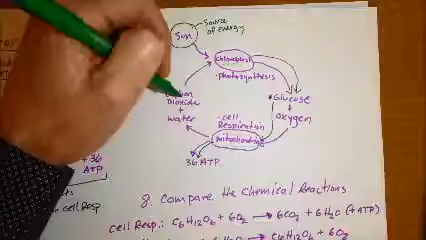 Sun
Source
of energy
chloroplast
photosynthesis
Dioxide
+
Water
*Glucose
+
Oxygen
· Cell
Respiration
mitochondria
36 ATP
+ 36
ATP
cell Resp.
8. Compare the Chemical Reactions
Cell Resp: C6H12O6 + 6O2 → 6CO2 + 6H2O (+ATP)
C6H12O6 + 6O2